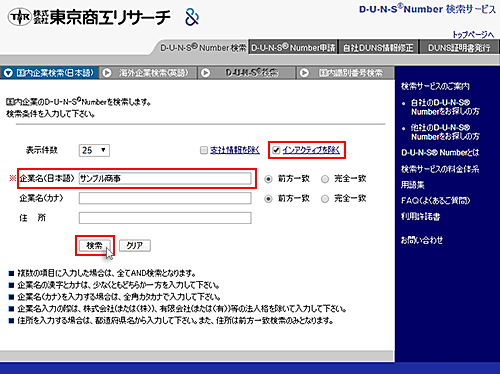 TSR 株式会社 東京商工リサーチ &
D-U-N-S®Number 検索サービス
トップページへ
D-U-N-S® Number 検索 D-U-N-S®Number申請 自社DUNS情報修正 DUNS証明書発行
国内企業検索(日本語) 海外企業検索(英語) D-U-N-S®検索 国内識別番号検索
国内企業のD-U-N-S®Numberを検索します。
検索条件を入力して下さい。
表示件数 25 支社情報を除く インアクティブを除く
※ 企業名(日本語) サンプル商事 前方一致 完全一致
企業名(カナ) 前方一致 完全一致
住 所
検索 クリア
■ 複数の項目に入力した場合は、全てAND検索となります。
■ 企業名の漢字とカナは、少なくともどちらか一方を入力して下さい。
■ 企業名(カナ)を入力する場合は、全角カタカナで入力して下さい。
■ 企業名入力の際は、株式会社(または(株))、有限会社(または(有))等の法人格を除いて入力して下さい。
■ 住所を入力する場合は、都道府県名から入力して下さい。また、住所は前方一致検索のみとなります。
検索サービスのご案内
自社のD-U-N-S®
Numberをお探しの方
他社のD-U-N-S®
Numberをお探しの方
D-U-N-S® Numberとは
検索サービスの料金体系
用語集
FAQ(よくあるご質問)
利用許諾書
お問い合わせ